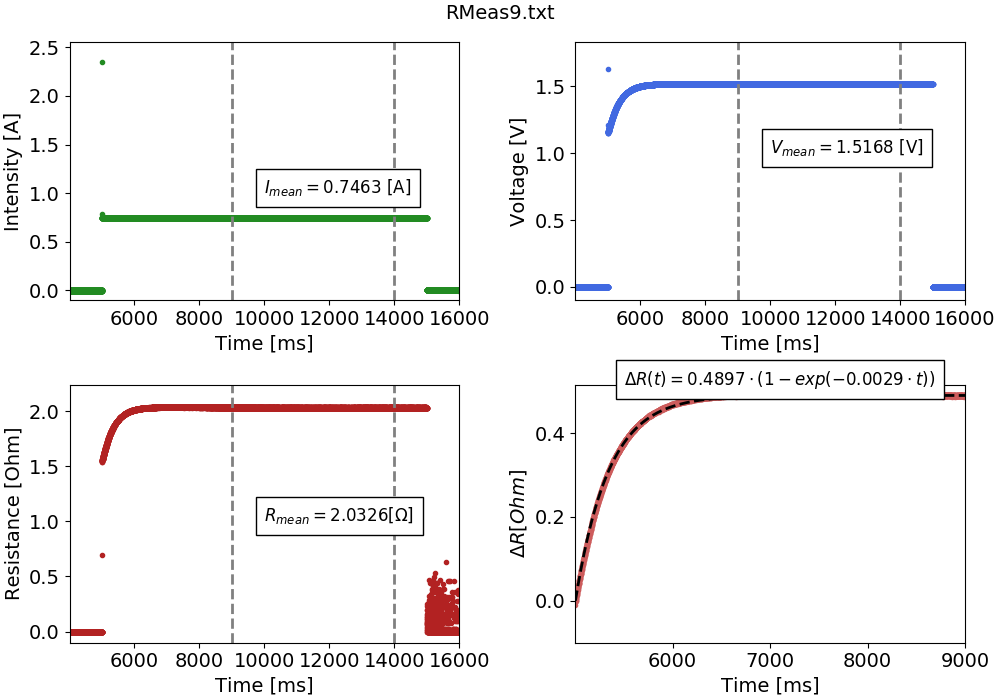 RMeas9.txt
2.5
2.0
1.5
1.0
0.5
0.0
Intensity [A]
I_mean = 0.7463 [A]
6000 8000 10000 12000 14000 16000
Time [ms]
1.5
1.0
0.5
0.0
Voltage [V]
V_mean = 1.5168 [V]
6000 8000 10000 12000 14000 16000
Time [ms]
2.0
1.5
1.0
0.5
0.0
Resistance [Ohm]
R_mean = 2.0326[Ω]
6000 8000 10000 12000 14000 16000
Time [ms]
ΔR(t) = 0.4897 · (1 − exp(−0.0029 · t))
0.4
0.2
0.0
ΔR[Ohm]
6000 7000 8000 9000
Time [ms]